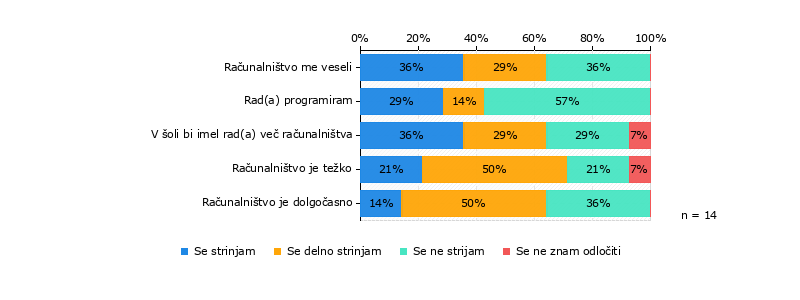 0% 20% 40% 60% 80% 100%
Računalništvo me veseli 36% 29% 36%
Rad(a) programiram 29% 14% 57%
V šoli bi imel rad(a) več računalništva 36% 29% 29% 7%
Računalništvo je težko 21% 50% 21% 7%
Računalništvo je dolgočasno 14% 50% 36%
n = 14
Se strinjam Se delno strinjam Se ne strijam Se ne znam odločiti